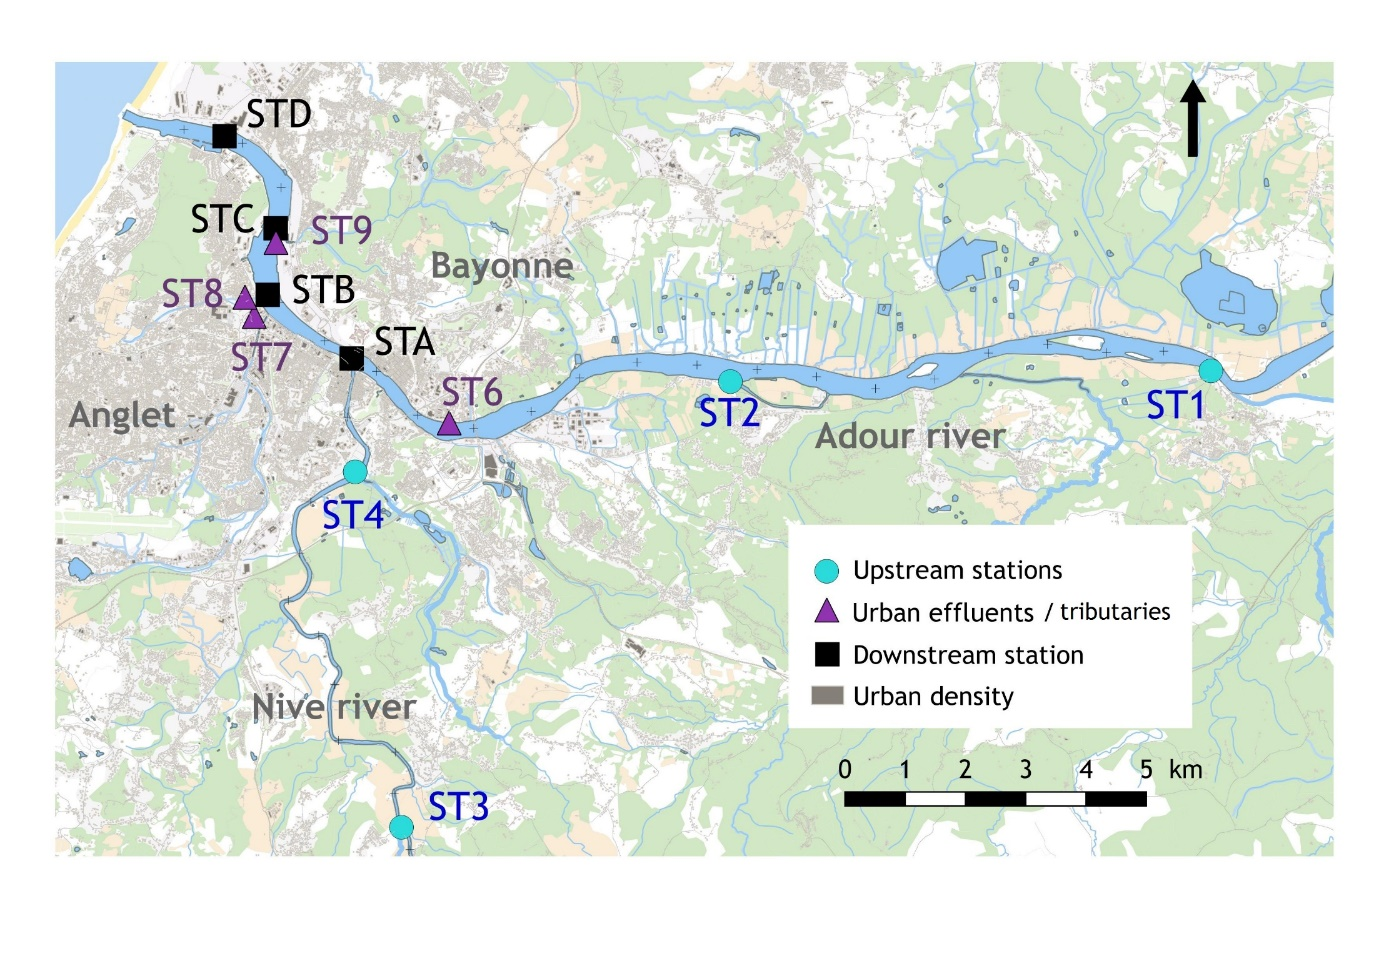 STD
STC
ST9
Bayonne
ST8
STB
STA
ST7
ST6
ST2
ST1
Anglet
Adour river
ST4
Upstream stations
Urban effluents / tributaries
Downstream station
Urban density
Nive river
0 1 2 3 4 5 km
ST3